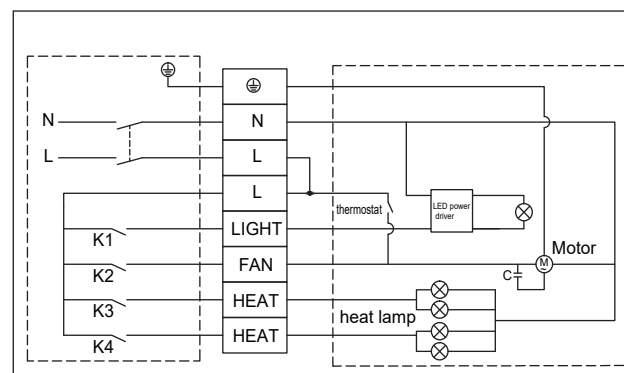 N
N
L
L
L
thermostat
LED power
driver
LIGHT
K1
FAN
Motor
M
~
K2
C
HEAT
K3
heat lamp
HEAT
K4